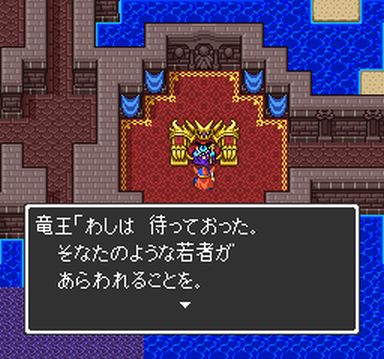 竜王「わしは 待っておった。
そなたのような若者が
あらわれることを。